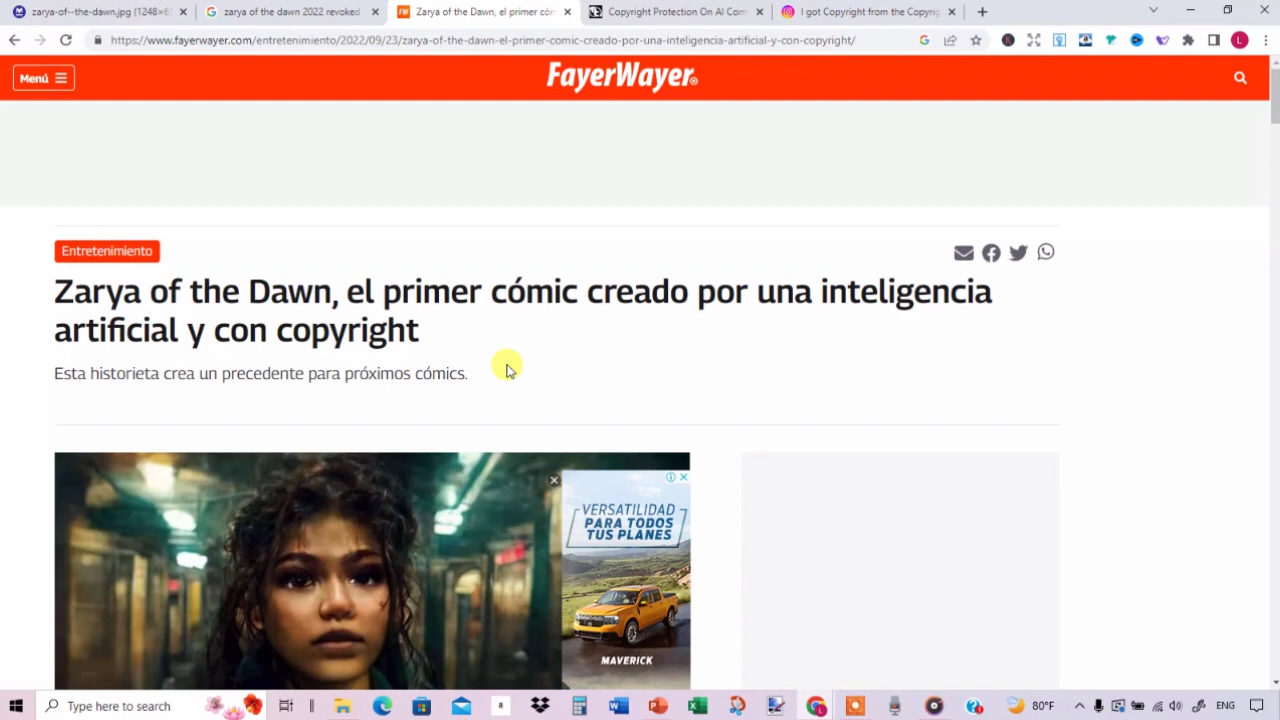 zarya-of--the-dawn.jpg (1248×65
zarya of the dawn 2022 revoked
Zarya of the Dawn, el primer cóm
Copyright Protection On AI Com
I got Copyright from the Copyrig
https://www.fayerwayer.com/entretenimiento/2022/09/23/zarya-of-the-dawn-el-primer-comic-creado-por-una-inteligencia-artificial-y-con-copyright/
Menú
FayerWayer
Entretenimiento
Zarya of the Dawn, el primer cómic creado por una inteligencia
artificial y con copyright
Esta historieta crea un precedente para próximos cómics.
VERSATILIDAD
PARA TODOS
TUS PLANES
MAVERICK
Type here to search
80°F
ENG